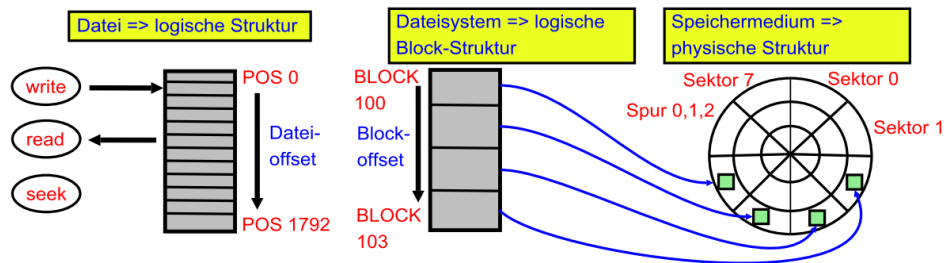 Datei => logische Struktur
write
read
seek
POS 0
Datei-
offset
POS 1792
Dateisystem => logische
Block-Struktur
BLOCK
100
Block-
offset
BLOCK
103
Speichermedium =>
physische Struktur
Sektor 7
Sektor 0
Spur 0,1,2
Sektor 1